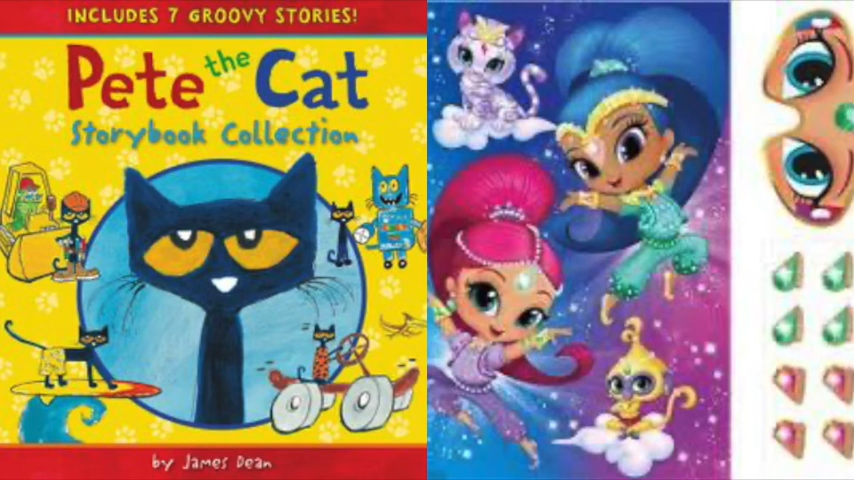 INCLUDES 7 GROOVY STORIES!
Pete the Cat
Storybook Collection
by James Dean